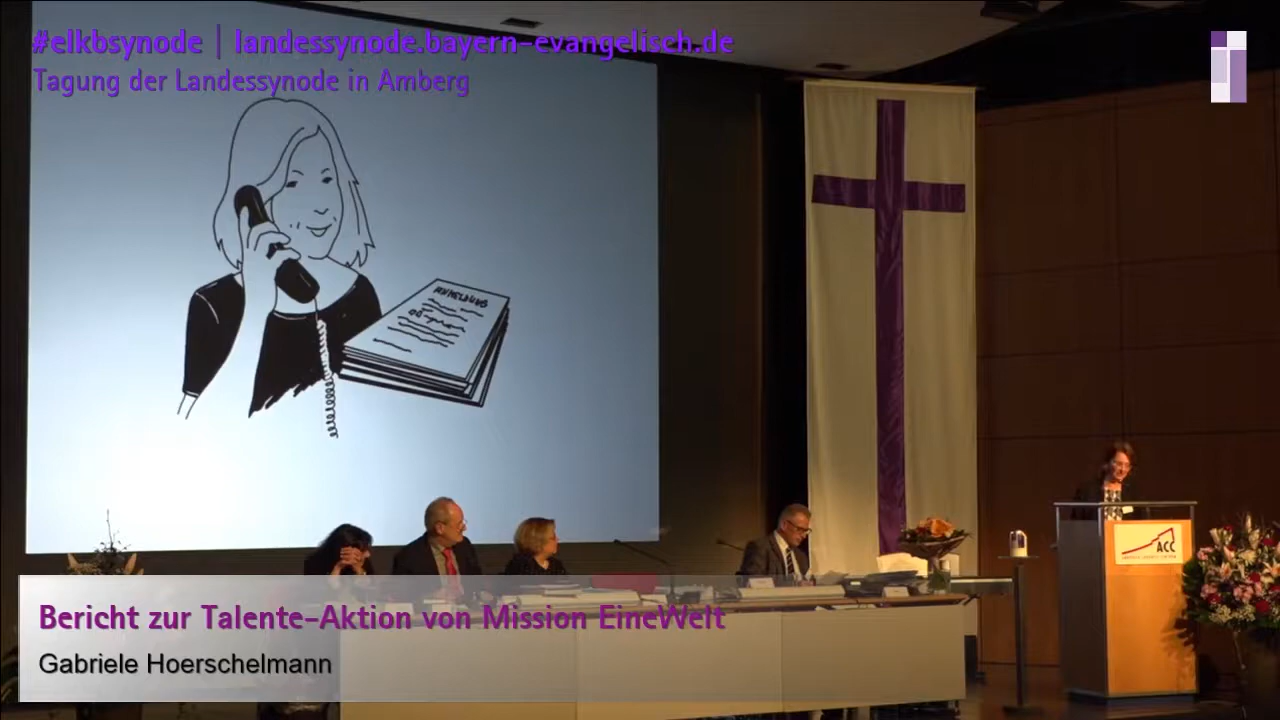 #elkbsynode | landessynode.bayern-evangelisch.de
Tagung der Landessynode in Amberg
ANMELDUNG
ACC
Bericht zur Talente-Aktion von Mission EineWelt
Gabriele Hoerschelmann